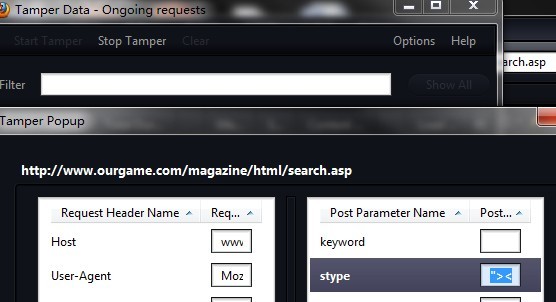 Tamper Data - Ongoing requests
Start Tamper Stop Tamper Clear Options Help
arch.asp
Filter Show All
Tamper Popup
http://www.ourgame.com/magazine/html/search.asp
Request Header Name Req... Post Parameter Name Post...
Host www keyword
User-Agent Moz stype "><